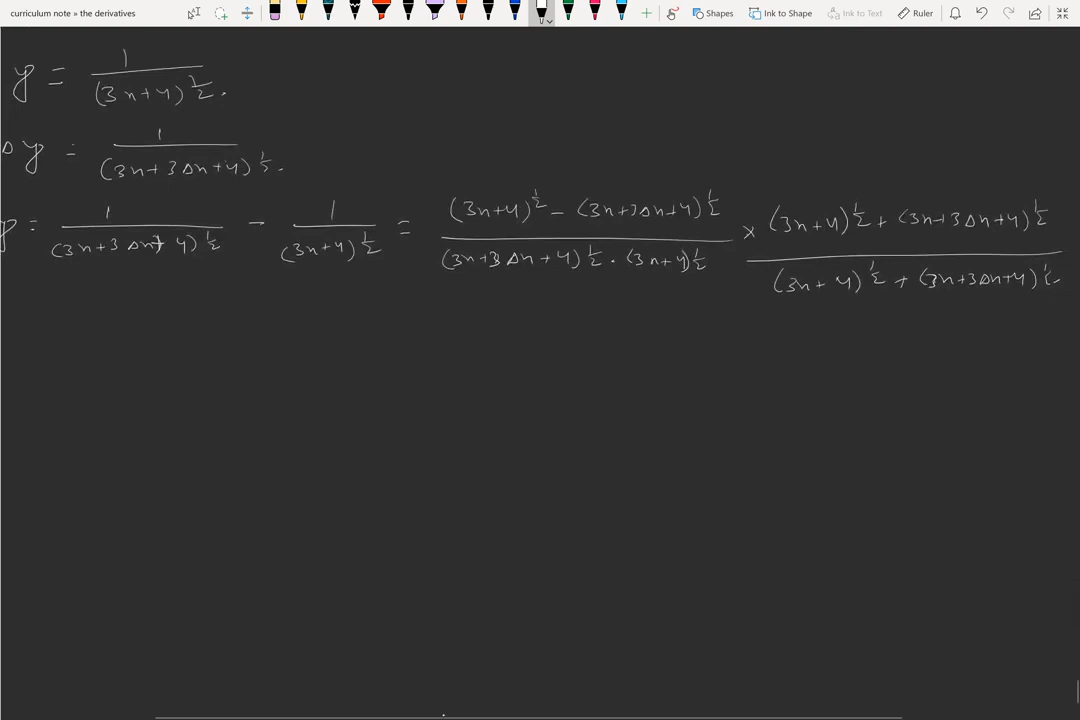 curriculum note » the derivatives Shapes Ink to Shape Ink to Text Ruler
y = 1/(3x+4)^{1/2}.
Δy = 1/(3x+3Δx+4)^{1/2}.
y = 1/(3x+3Δx+4)^{1/2} - 1/(3x+4)^{1/2} = ((3x+4)^{1/2} - (3x+3Δx+4)^{1/2})/((3x+3Δx+4)^{1/2} · (3x+4)^{1/2}) × ((3x+4)^{1/2} + (3x+3Δx+4)^{1/2})/((3x+4)^{1/2} + (3x+3Δx+4)^{1/2}).